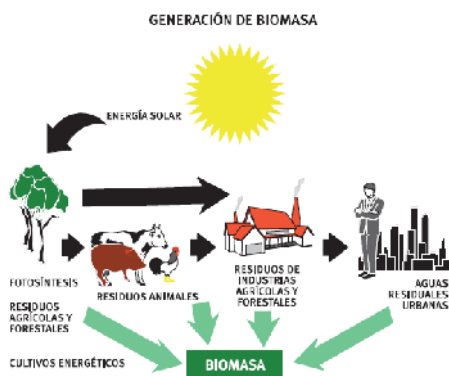 GENERACIÓN DE BIOMASA
ENERGÍA SOLAR
FOTOSÍNTESIS
RESIDUOS
AGRÍCOLAS Y
FORESTALES
CULTIVOS ENERGÉTICOS
RESIDUOS ANIMALES
RESIDUOS DE
INDUSTRIAS
AGRÍCOLAS Y
FORESTALES
AGUAS
RESIDUALES
URBANAS
BIOMASA